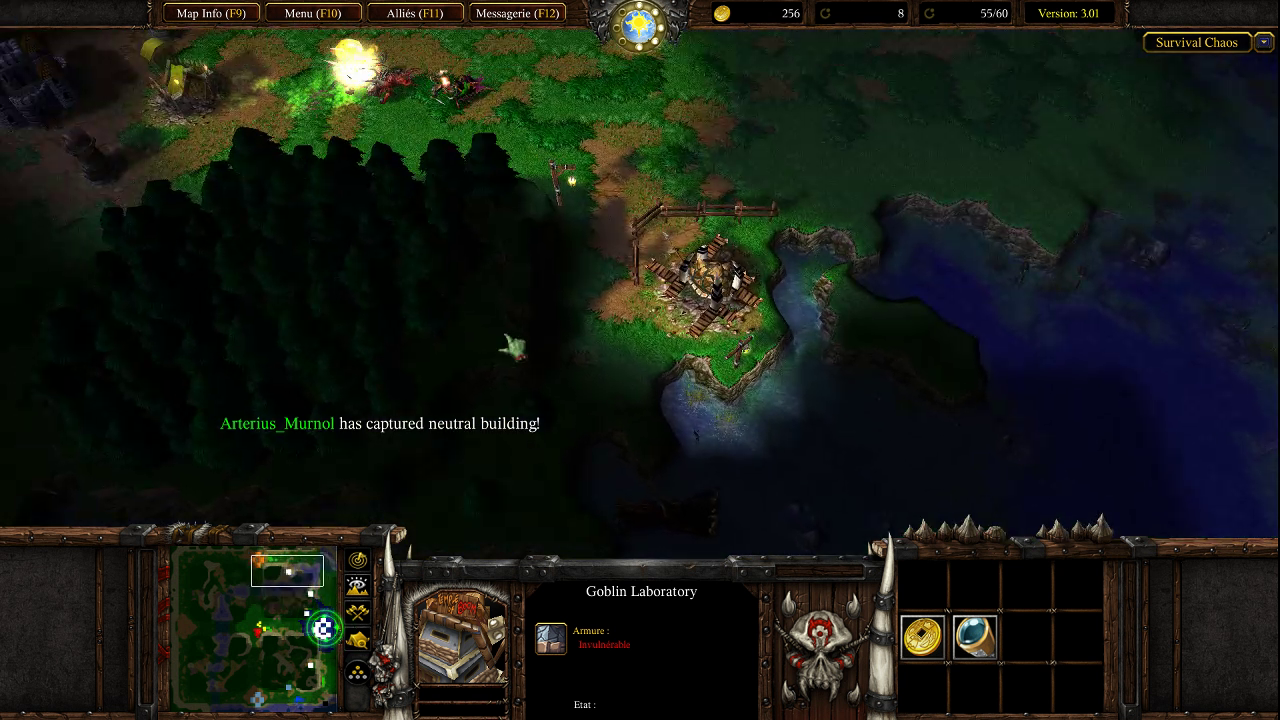 Map Info (F9)
Menu (F10)
Alliés (F11)
Messagerie (F12)
256
8
55/60
Version: 3.01
Survival Chaos
Arterius_Murnol has captured neutral building!
Goblin Laboratory
Armure :
Invulnérable
Etat :